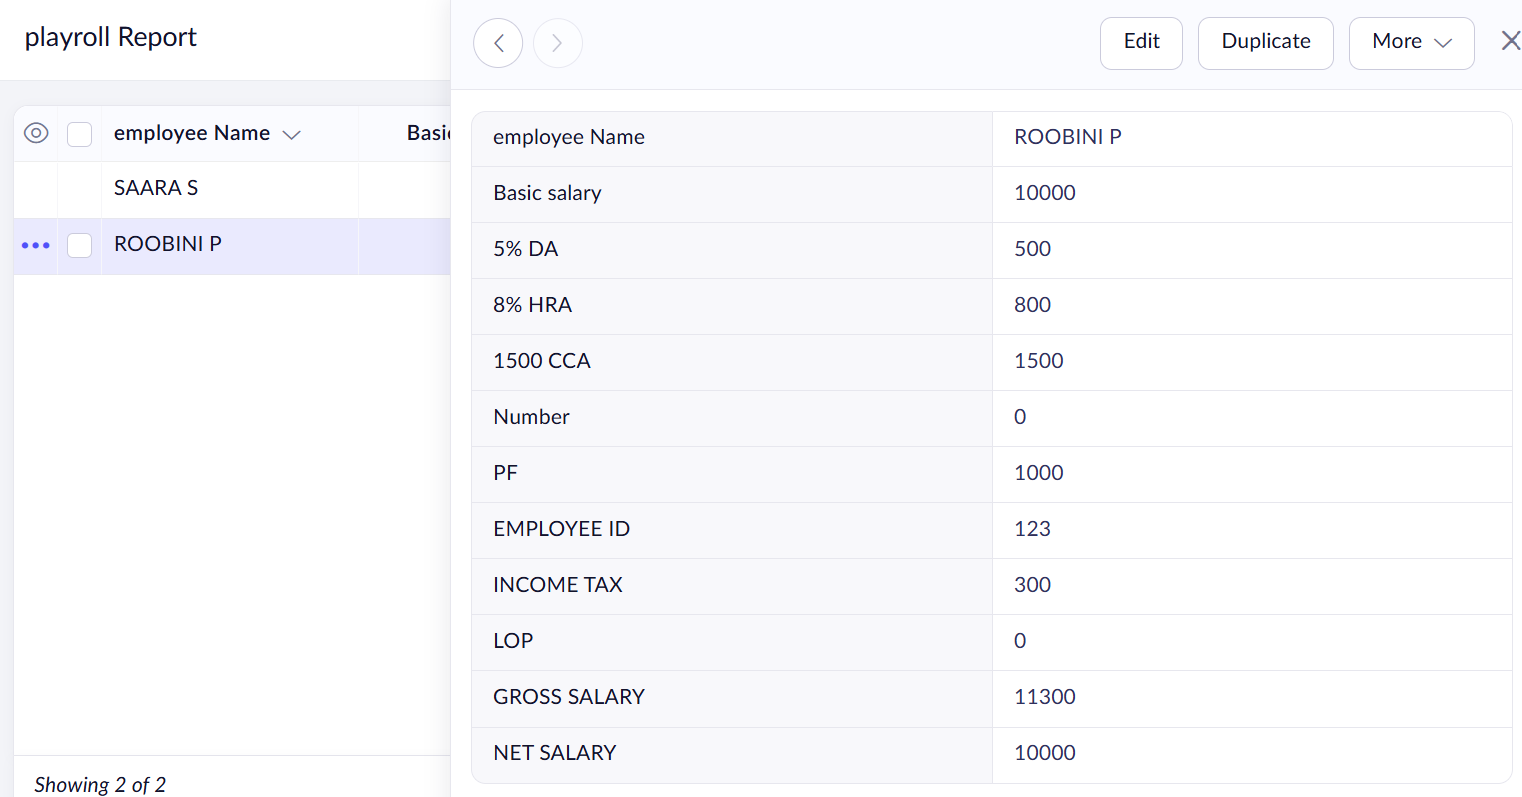 playroll Report
Edit Duplicate More
employee Name
SAARA S
ROOBINI P
Showing 2 of 2
employee Name ROOBINI P
Basic salary 10000
5% DA 500
8% HRA 800
1500 CCA 1500
Number 0
PF 1000
EMPLOYEE ID 123
INCOME TAX 300
LOP 0
GROSS SALARY 11300
NET SALARY 10000